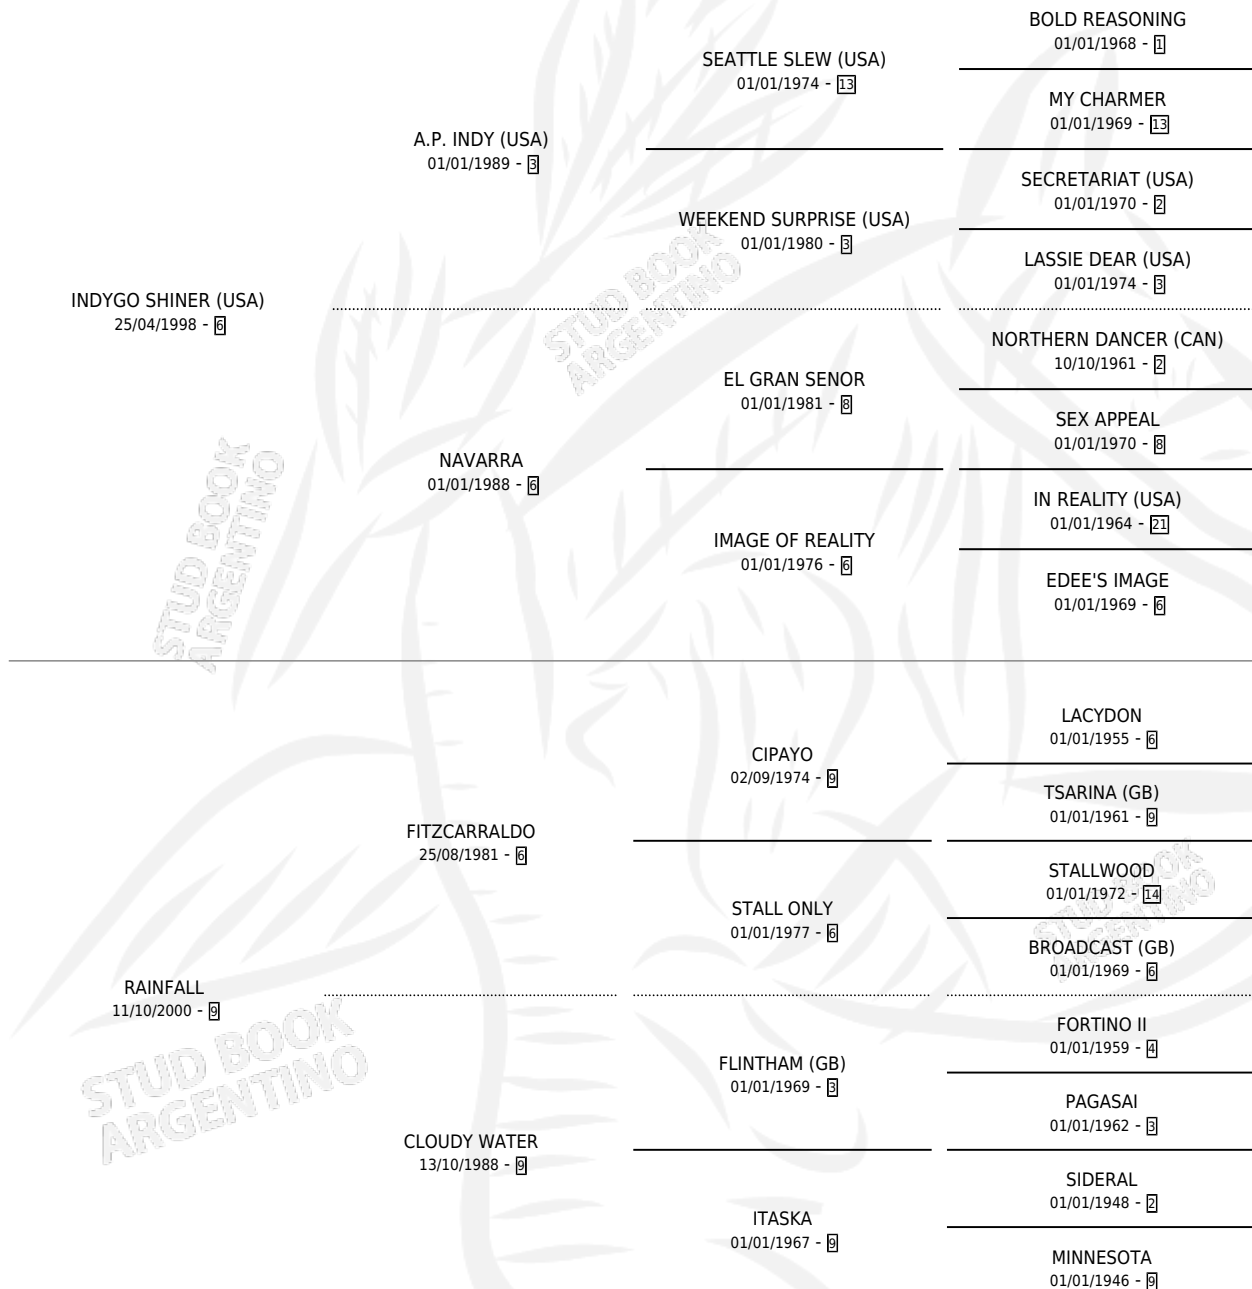 BOLD REASONING
01/01/1968 - 1
SEATTLE SLEW (USA)
01/01/1974 - 13
MY CHARMER
01/01/1969 - 13
A.P. INDY (USA)
01/01/1989 - 3
SECRETARIAT (USA)
01/01/1970 - 2
WEEKEND SURPRISE (USA)
01/01/1980 - 3
LASSIE DEAR (USA)
01/01/1974 - 3
INDYGO SHINER (USA)
25/04/1998 - 6
NORTHERN DANCER (CAN)
10/10/1961 - 2
EL GRAN SENOR
01/01/1981 - 8
SEX APPEAL
01/01/1970 - 8
NAVARRA
01/01/1988 - 6
IN REALITY (USA)
01/01/1964 - 21
IMAGE OF REALITY
01/01/1976 - 6
EDEE'S IMAGE
01/01/1969 - 6
LACYDON
01/01/1955 - 6
CIPAYO
02/09/1974 - 9
TSARINA (GB)
01/01/1961 - 9
FITZCARRALDO
25/08/1981 - 6
STALLWOOD
01/01/1972 - 14
STALL ONLY
01/01/1977 - 6
BROADCAST (GB)
01/01/1969 - 6
RAINFALL
11/10/2000 - 9
FORTINO II
01/01/1959 - 4
FLINTHAM (GB)
01/01/1969 - 3
PAGASAI
01/01/1962 - 3
CLOUDY WATER
13/10/1988 - 9
SIDERAL
01/01/1948 - 2
ITASKA
01/01/1967 - 9
MINNESOTA
01/01/1946 - 9
STUD BOOK
ARGENTINO
STUD BOOK
ARGENTINO
STUD BOOK
ARGENTINO
STUD BOOK
ARGENTINO